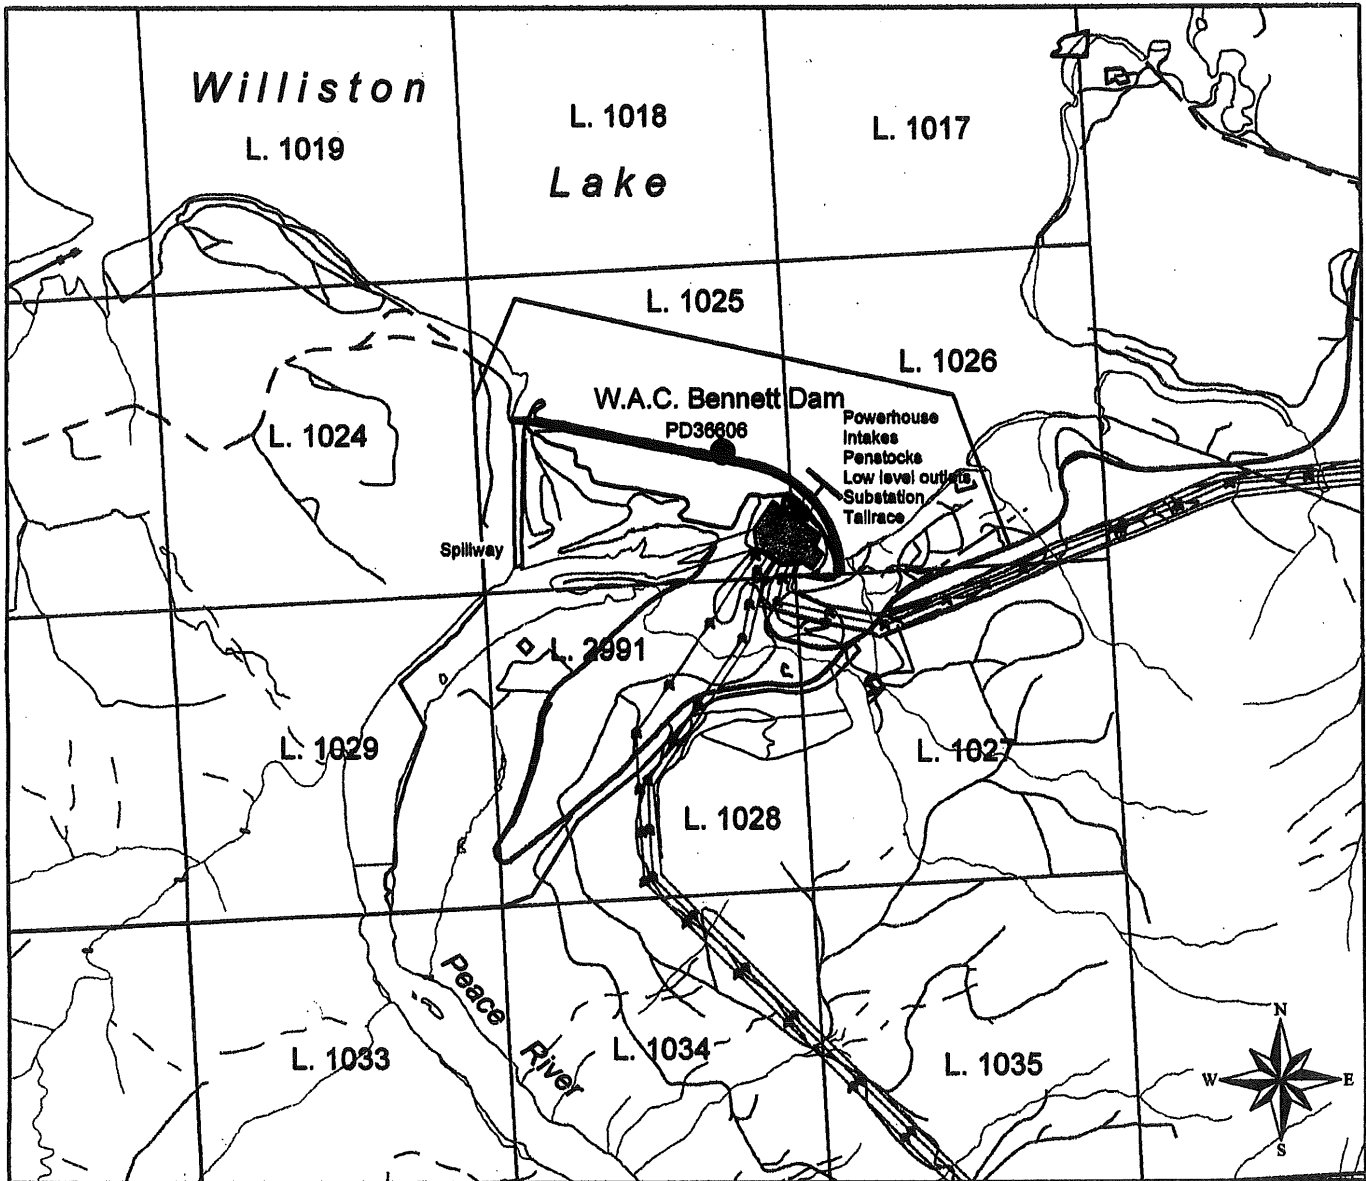 Williston
L. 1019
L. 1018
L. 1017
Lake
L. 1025
L. 1026
W.A.C. Bennett Dam
PD36606
Powerhouse
Intakes
Penstocks
Low level outlets
Substation
Tailrace
L. 1024
Spillway
L. 2991
L. 1029
L. 1027
L. 1028
Peace
River
L. 1033
L. 1034
L. 1035
N
W
E
S